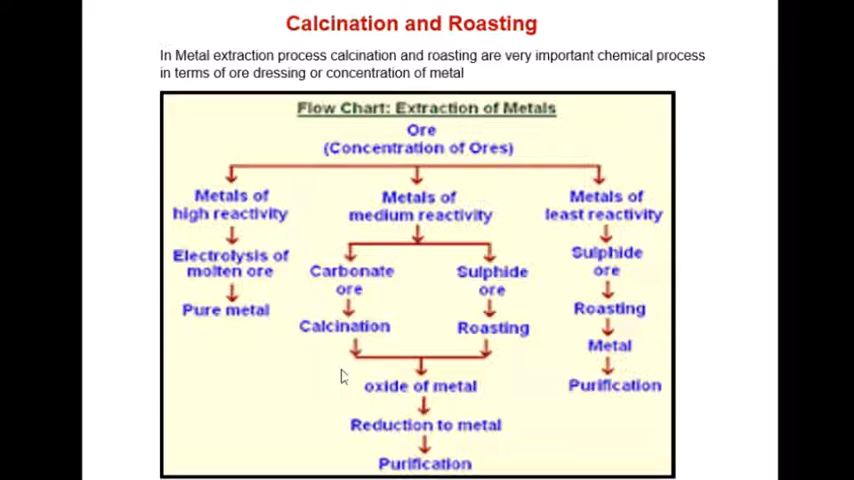 Calcination and Roasting
In Metal extraction process calcination and roasting are very important chemical process
in terms of ore dressing or concentration of metal
Flow Chart: Extraction of Metals
Ore
(Concentration of Ores)
Metals of
high reactivity
Electrolysis of
molten ore
Pure metal
Metals of
medium reactivity
Carbonate
ore
Calcination
Sulphide
ore
Roasting
oxide of metal
Reduction to metal
Purification
Metals of
least reactivity
Sulphide
ore
Roasting
Metal
Purification